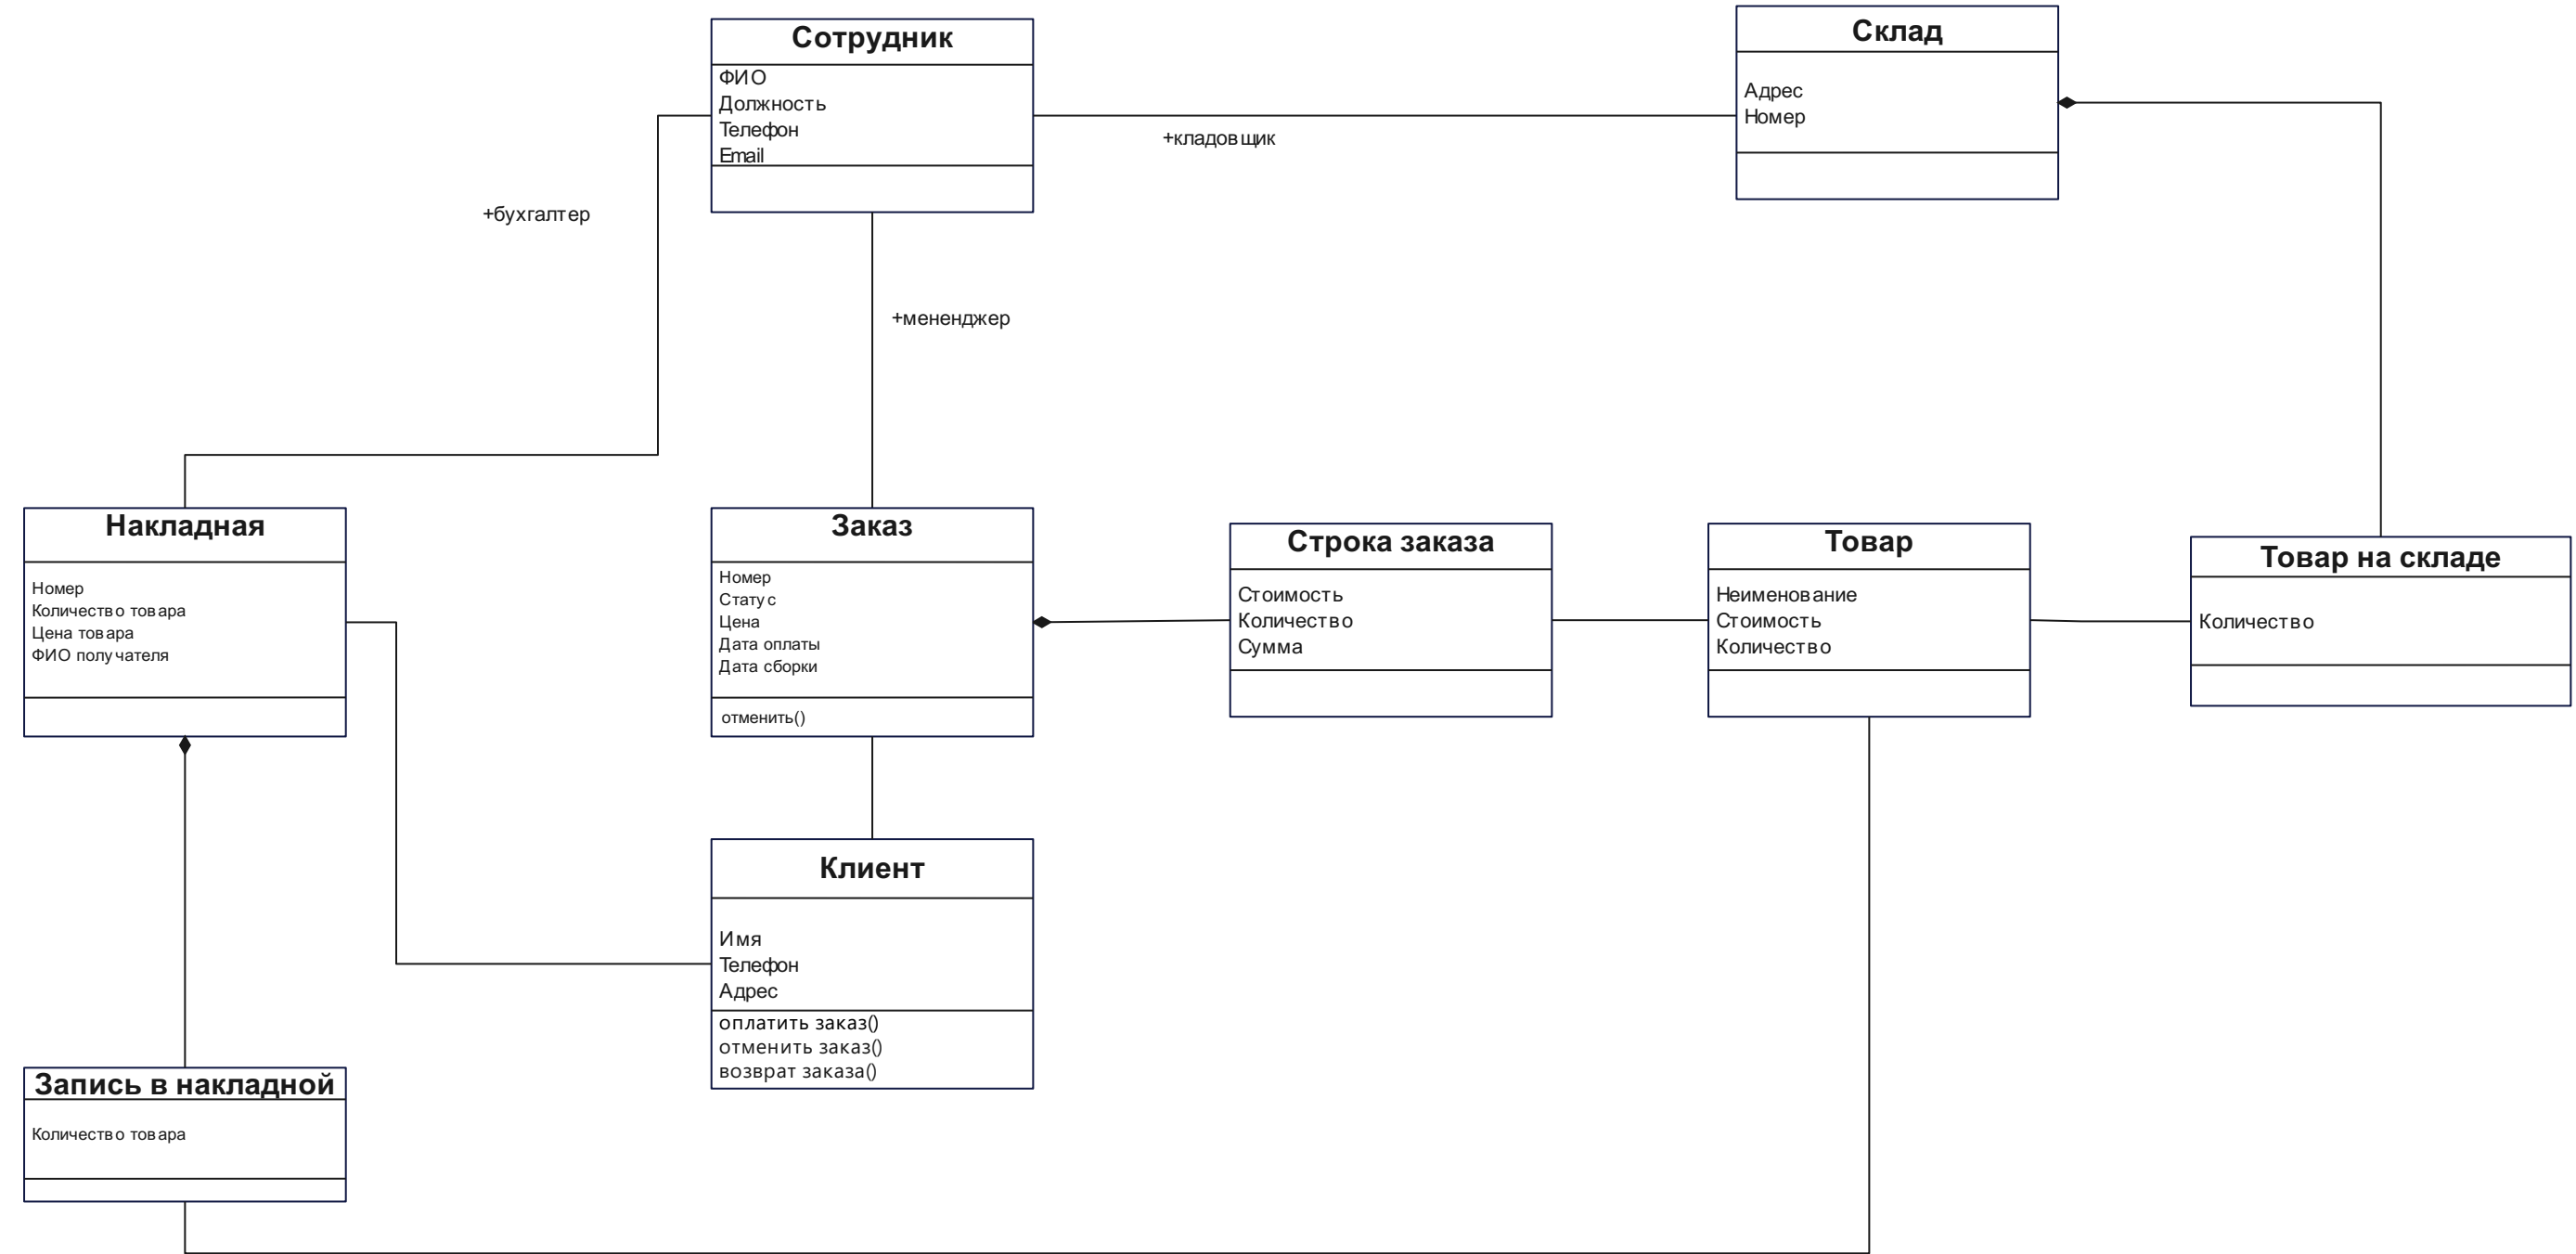 Сотрудник
ФИО
Должность
Телефон
Email
Склад
Адрес
Номер
+кладовщик
+бухгалтер
+мененджер
Накладная
Номер
Количество товара
Цена товара
ФИО получателя
Заказ
Номер
Статус
Цена
Дата оплаты
Дата сборки
отменить()
Строка заказа
Стоимость
Количество
Сумма
Товар
Неименование
Стоимость
Количество
Товар на складе
Количество
Клиент
Имя
Телефон
Адрес
оплатить заказ()
отменить заказ()
возврат заказа()
Запись в накладной
Количество товара